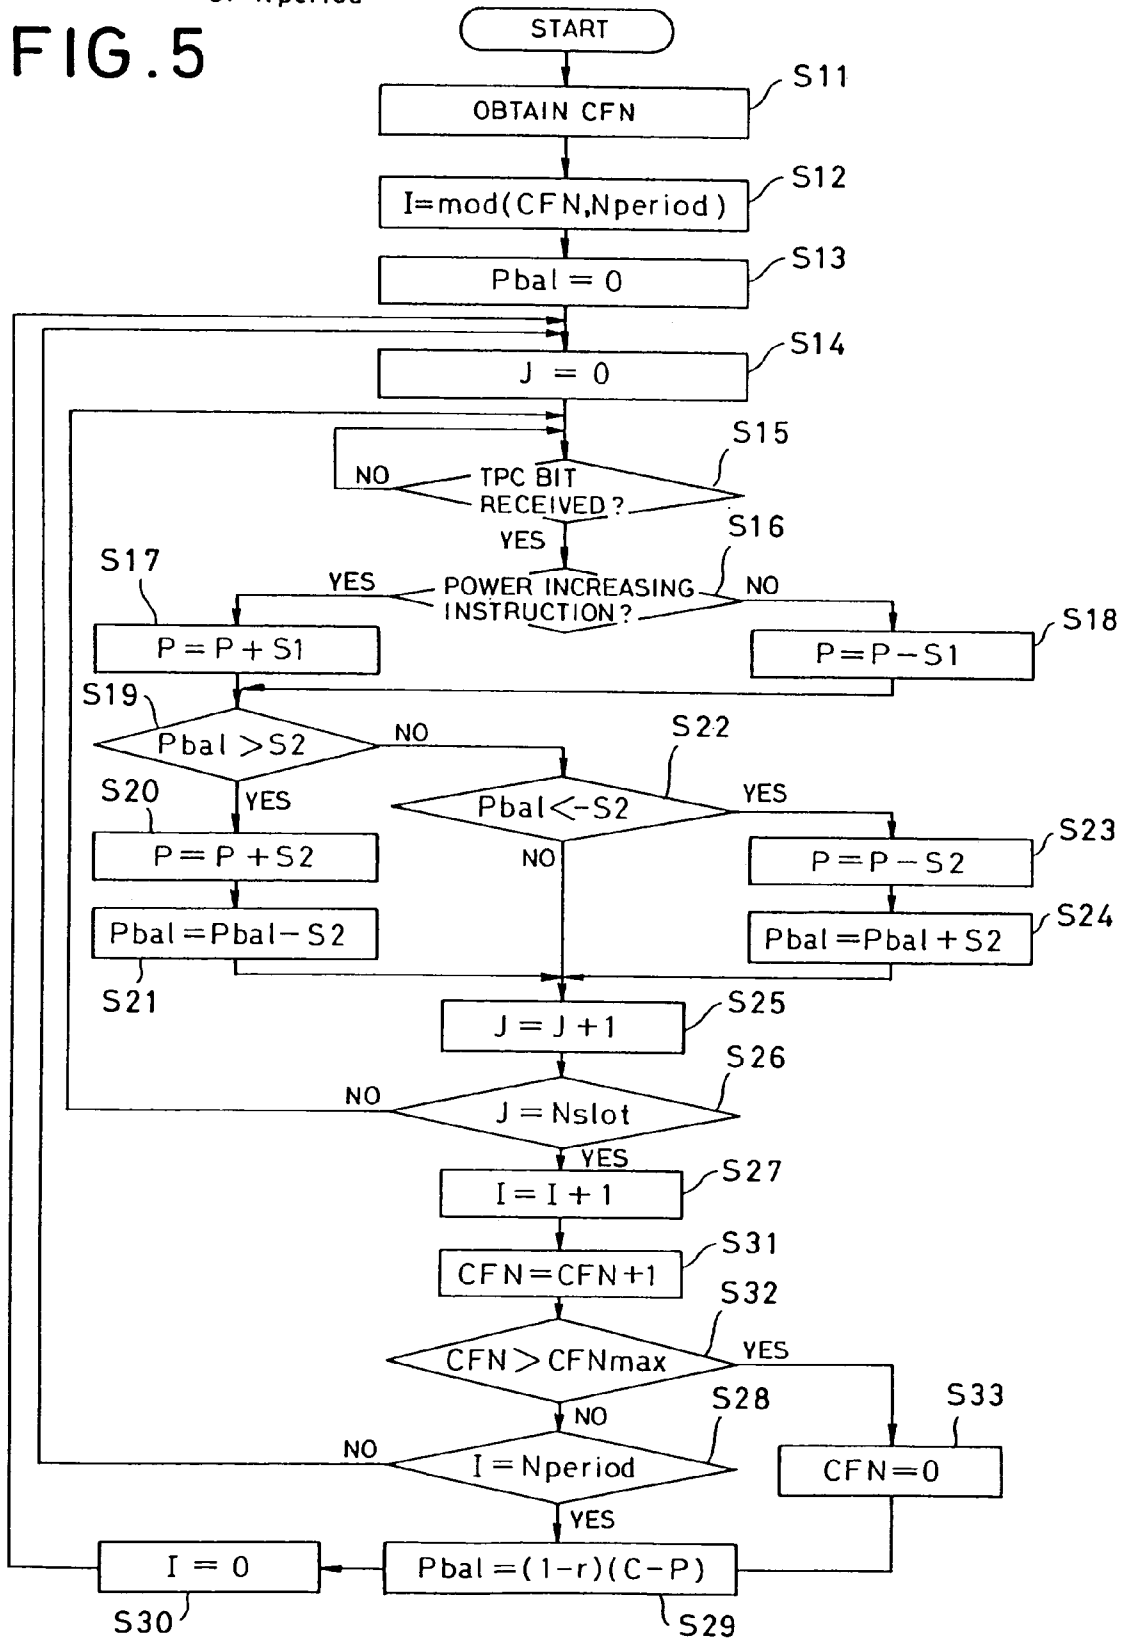 of Nperiod
FIG.5
START
S11
OBTAIN CFN
S12
I=mod(CFN,Nperiod)
S13
Pbal=0
S14
J = 0
S15
TPC BIT
RECEIVED?
NO
YES
S16
POWER INCREASING
INSTRUCTION?
YES
NO
S17
P=P+S1
S18
P=P-S1
S19
Pbal>S2
NO
YES
S22
Pbal<-S2
YES
NO
S20
P=P+S2
S23
P=P-S2
S21
Pbal=Pbal-S2
S24
Pbal=Pbal+S2
S25
J=J+1
S26
J=Nslot
NO
YES
S27
I=I+1
S31
CFN=CFN+1
S32
CFN>CFNmax
YES
NO
S28
I=Nperiod
NO
YES
S33
CFN=0
S29
Pbal=(1-r)(C-P)
S30
I=0